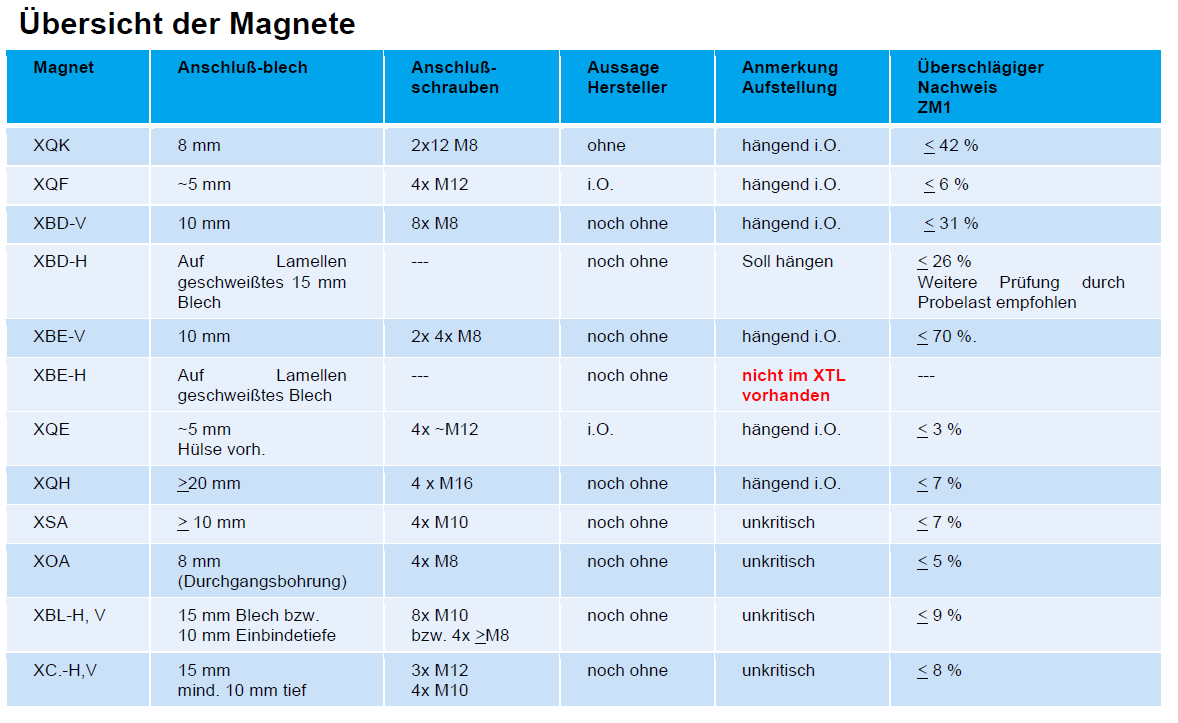 Übersicht der Magnete
Magnet
Anschluß-blech
Anschluß-
schrauben
Aussage
Hersteller
Anmerkung
Aufstellung
Überschlägiger
Nachweis
ZM1
XQK
8 mm
2x12 M8
ohne
hängend i.O.
≤ 42 %
XQF
~5 mm
4x M12
i.O.
hängend i.O.
≤ 6 %
XBD-V
10 mm
8x M8
noch ohne
hängend i.O.
≤ 31 %
XBD-H
Auf Lamellen
geschweißtes 15 mm
Blech
---
noch ohne
Soll hängen
≤ 26 %
Weitere Prüfung durch
Probelast empfohlen
XBE-V
10 mm
2x 4x M8
noch ohne
hängend i.O.
≤ 70 %.
XBE-H
Auf Lamellen
geschweißtes Blech
---
noch ohne
nicht im XTL
vorhanden
---
XQE
~5 mm
Hülse vorh.
4x ~M12
i.O.
hängend i.O.
≤ 3 %
XQH
≥20 mm
4 x M16
noch ohne
hängend i.O.
≤ 7 %
XSA
≥ 10 mm
4x M10
noch ohne
unkritisch
≤ 7 %
XOA
8 mm
(Durchgangsbohrung)
4x M8
noch ohne
unkritisch
≤ 5 %
XBL-H, V
15 mm Blech bzw.
10 mm Einbindetiefe
8x M10
bzw. 4x ≥M8
noch ohne
unkritisch
≤ 9 %
XC.-H,V
15 mm
mind. 10 mm tief
3x M12
4x M10
noch ohne
unkritisch
≤ 8 %